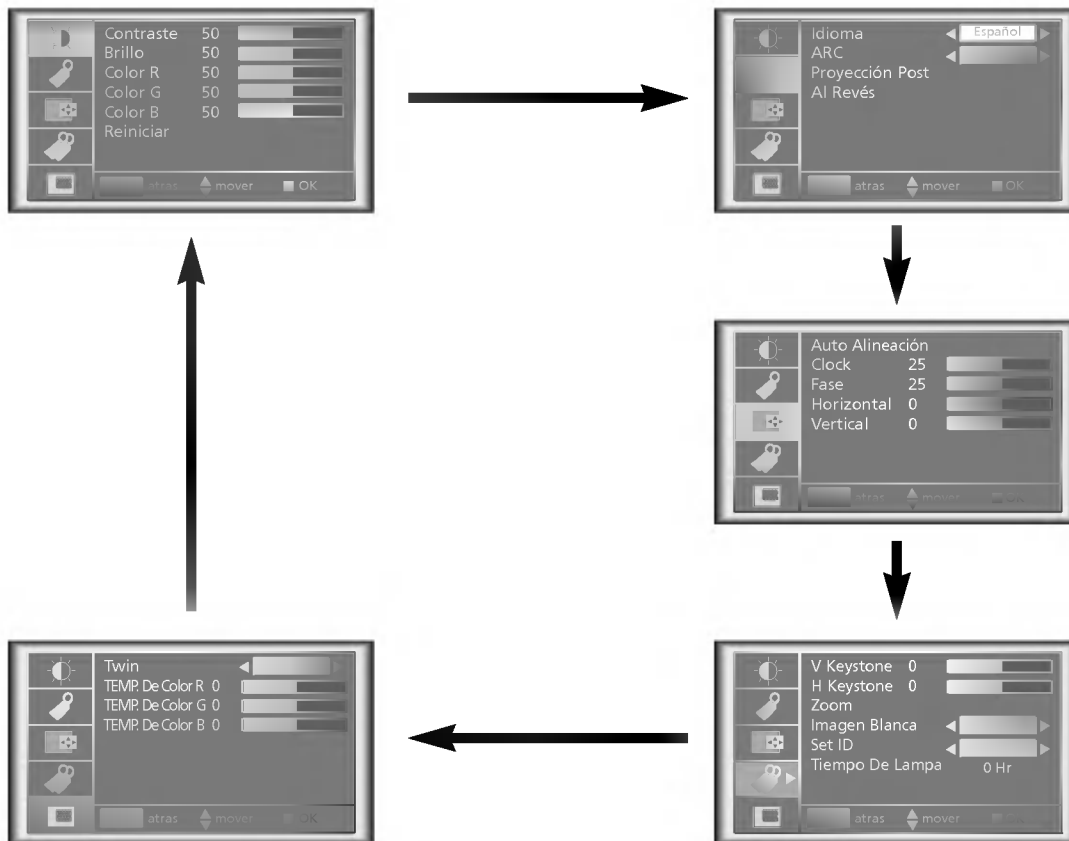 Contraste 50
Brillo 50
Color R 50
Color G 50
Color B 50
Reiniciar
atras mover OK
Idioma Español
ARC
Proyección Post
Al Revés
atras mover OK
Auto Alineación
Clock 25
Fase 25
Horizontal 0
Vertical 0
atras mover OK
V Keystone 0
H Keystone 0
Zoom
Imagen Blanca
Set ID
Tiempo De Lampa 0 Hr
atras mover OK
Twin
TEMP. De Color R 0
TEMP. De Color G 0
TEMP. De Color B 0
atras mover OK